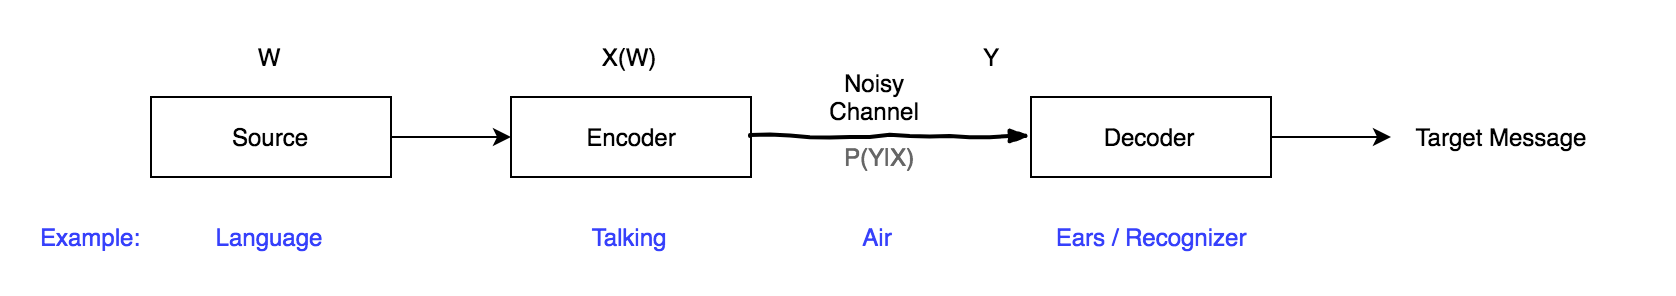 W
X(W)
Y
Noisy
Channel
Source
Encoder
Decoder
Target Message
P(Y|X)
Example:
Language
Talking
Air
Ears / Recognizer